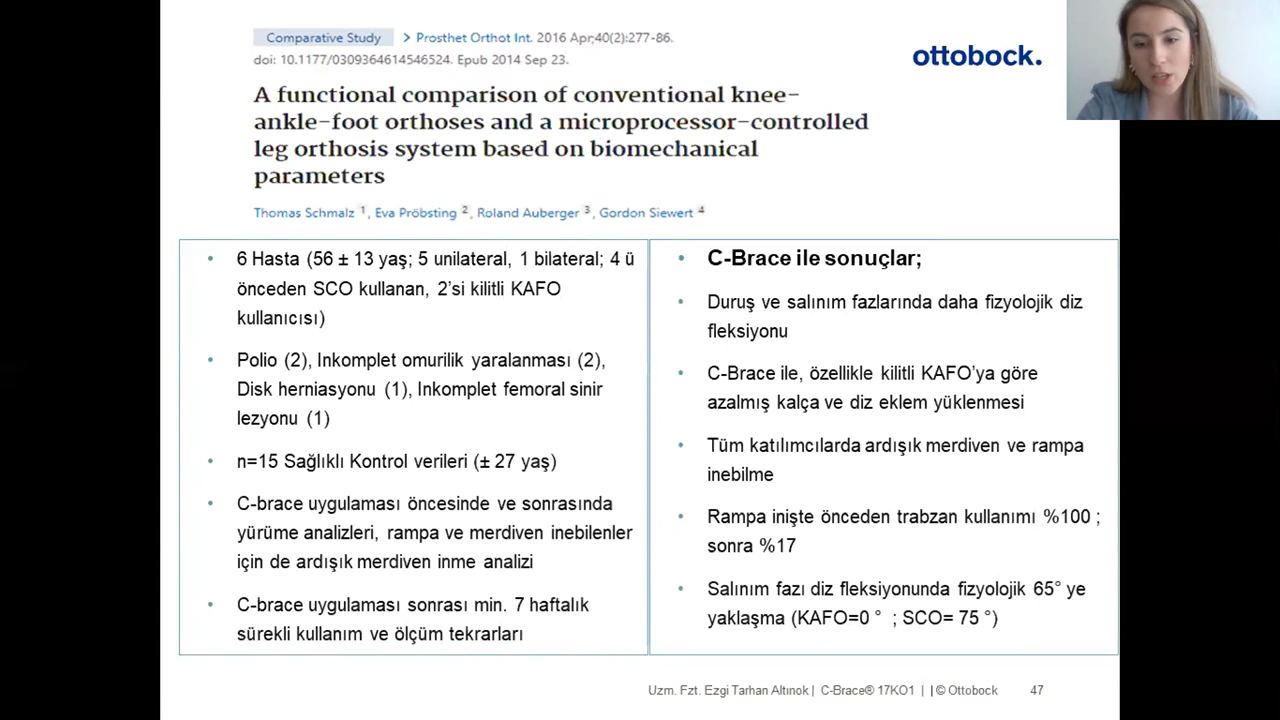 Comparative Study > Prosthet Orthot Int. 2016 Apr;40(2):277-86.
doi: 10.1177/0309364614546524. Epub 2014 Sep 23.
ottobock.
A functional comparison of conventional knee-
ankle-foot orthoses and a microprocessor-controlled
leg orthosis system based on biomechanical
parameters
Thomas Schmalz 1, Eva Pröbsting 2, Roland Auberger 3, Gordon Siewert 4
• 6 Hasta (56 ± 13 yaş; 5 unilateral, 1 bilateral; 4 ü
önceden SCO kullanan, 2'si kilitli KAFO
kullanıcısı)
• Polio (2), Inkomplet omurilik yaralanması (2),
Disk herniasyonu (1), Inkomplet femoral sinir
lezyonu (1)
• n=15 Sağlıklı Kontrol verileri (± 27 yaş)
• C-brace uygulaması öncesinde ve sonrasında
yürüme analizleri, rampa ve merdiven inebilenler
için de ardışık merdiven inme analizi
• C-brace uygulaması sonrası min. 7 haftalık
sürekli kullanım ve ölçüm tekrarları
• C-Brace ile sonuçlar;
• Duruş ve salınım fazlarında daha fizyolojik diz
fleksiyonu
• C-Brace ile, özellikle kilitli KAFO'ya göre
azalmış kalça ve diz eklem yüklenmesi
• Tüm katılımcılarda ardışık merdiven ve rampa
inebilme
• Rampa inişte önceden trabzan kullanımı %100 ;
sonra %17
• Salınım fazı diz fleksiyonunda fizyolojik 65° ye
yaklaşma (KAFO=0 ° ; SCO= 75 °)
Uzm. Fzt. Ezgi Tarhan Altınok | C-Brace® 17KO1 | | © Ottobock 47